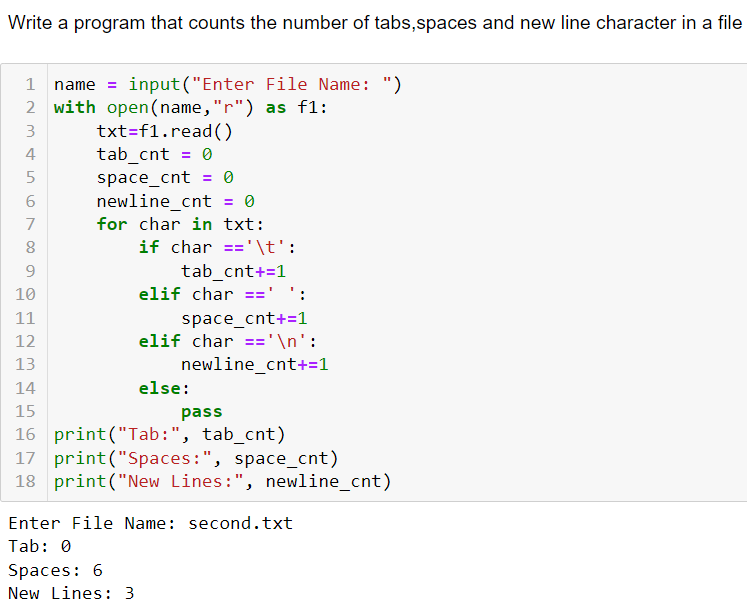 Write a program that counts the number of tabs,spaces and new line character in a file
1 name = input("Enter File Name: ")
2 with open(name,"r") as f1:
3     txt=f1.read()
4     tab_cnt = 0
5     space_cnt = 0
6     newline_cnt = 0
7     for char in txt:
8         if char =='\t':
9             tab_cnt+=1
10         elif char ==' ':
11             space_cnt+=1
12         elif char =='\n':
13             newline_cnt+=1
14         else:
15             pass
16 print("Tab:", tab_cnt)
17 print("Spaces:", space_cnt)
18 print("New Lines:", newline_cnt)
Enter File Name: second.txt
Tab: 0
Spaces: 6
New Lines: 3